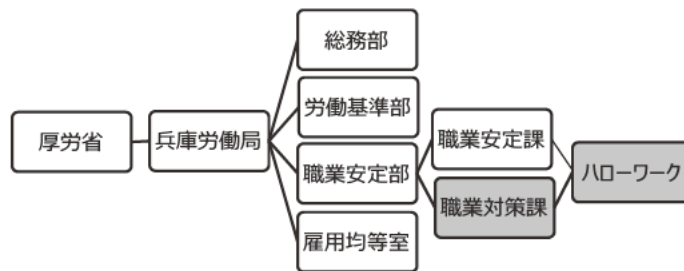 厚労省
兵庫労働局
総務部
労働基準部
職業安定部
雇用均等室
職業安定課
職業対策課
ハローワーク